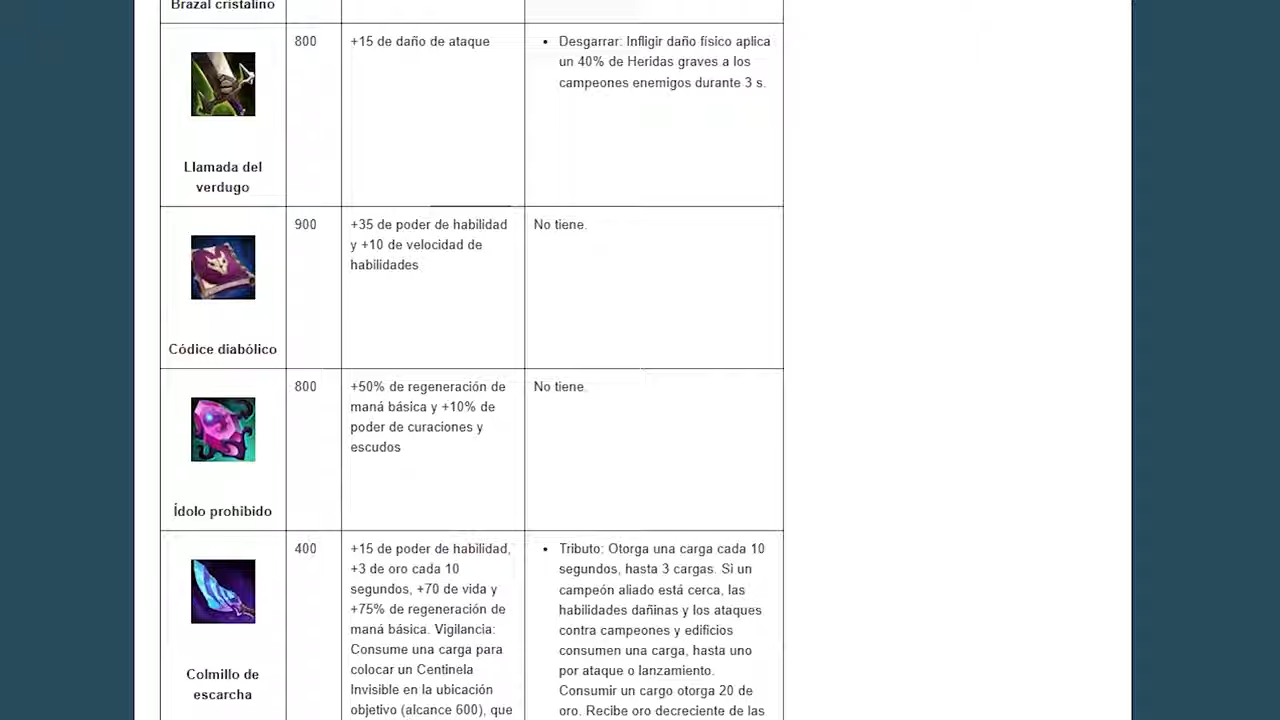 Brazal cristalino
800
+15 de daño de ataque
• Desgarrar: Infligir daño físico aplica
un 40% de Heridas graves a los
campeones enemigos durante 3 s.
Llamada del
verdugo
900
+35 de poder de habilidad
y +10 de velocidad de
habilidades
No tiene.
Códice diabólico
800
+50% de regeneración de
maná básica y +10% de
poder de curaciones y
escudos
No tiene.
Ídolo prohibido
400
+15 de poder de habilidad,
+3 de oro cada 10
segundos, +70 de vida y
+75% de regeneración de
maná básica. Vigilancia:
Consume una carga para
colocar un Centinela
Invisible en la ubicación
objetivo (alcance 600), que
• Tributo: Otorga una carga cada 10
segundos, hasta 3 cargas. Si un
campeón aliado está cerca, las
habilidades dañinas y los ataques
contra campeones y edificios
consumen una carga, hasta uno
por ataque o lanzamiento.
Consumir un cargo otorga 20 de
oro. Recibe oro decreciente de las
Colmillo de
escarcha